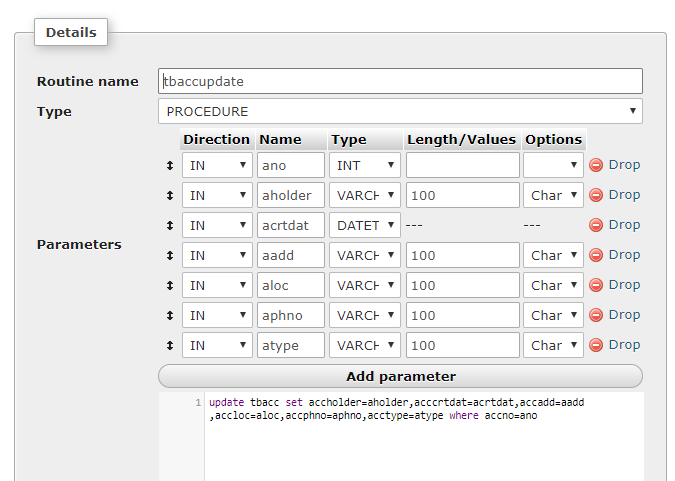 Details
Routine name tbaccupdate
Type PROCEDURE
Direction Name Type Length/Values Options
IN ano INT Drop
IN aholder VARCH 100 Char Drop
IN acrtdat DATET --- --- Drop
Parameters
IN aadd VARCH 100 Char Drop
IN aloc VARCH 100 Char Drop
IN aphno VARCH 100 Char Drop
IN atype VARCH 100 Char Drop
Add parameter
1 update tbacc set accholder=aholder,acccrtdat=acrtdat,accadd=aadd
,accloc=aloc,accphno=aphno,acctype=atype where accno=ano